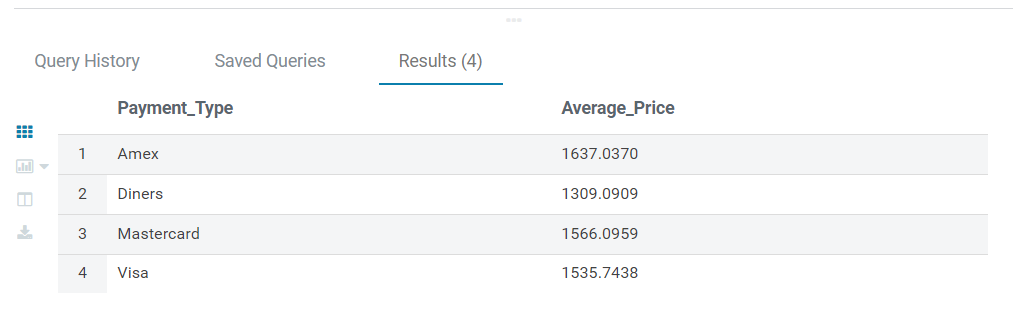 Query History Saved Queries Results (4)
Payment_Type Average_Price
1 Amex 1637.0370
2 Diners 1309.0909
3 Mastercard 1566.0959
4 Visa 1535.7438